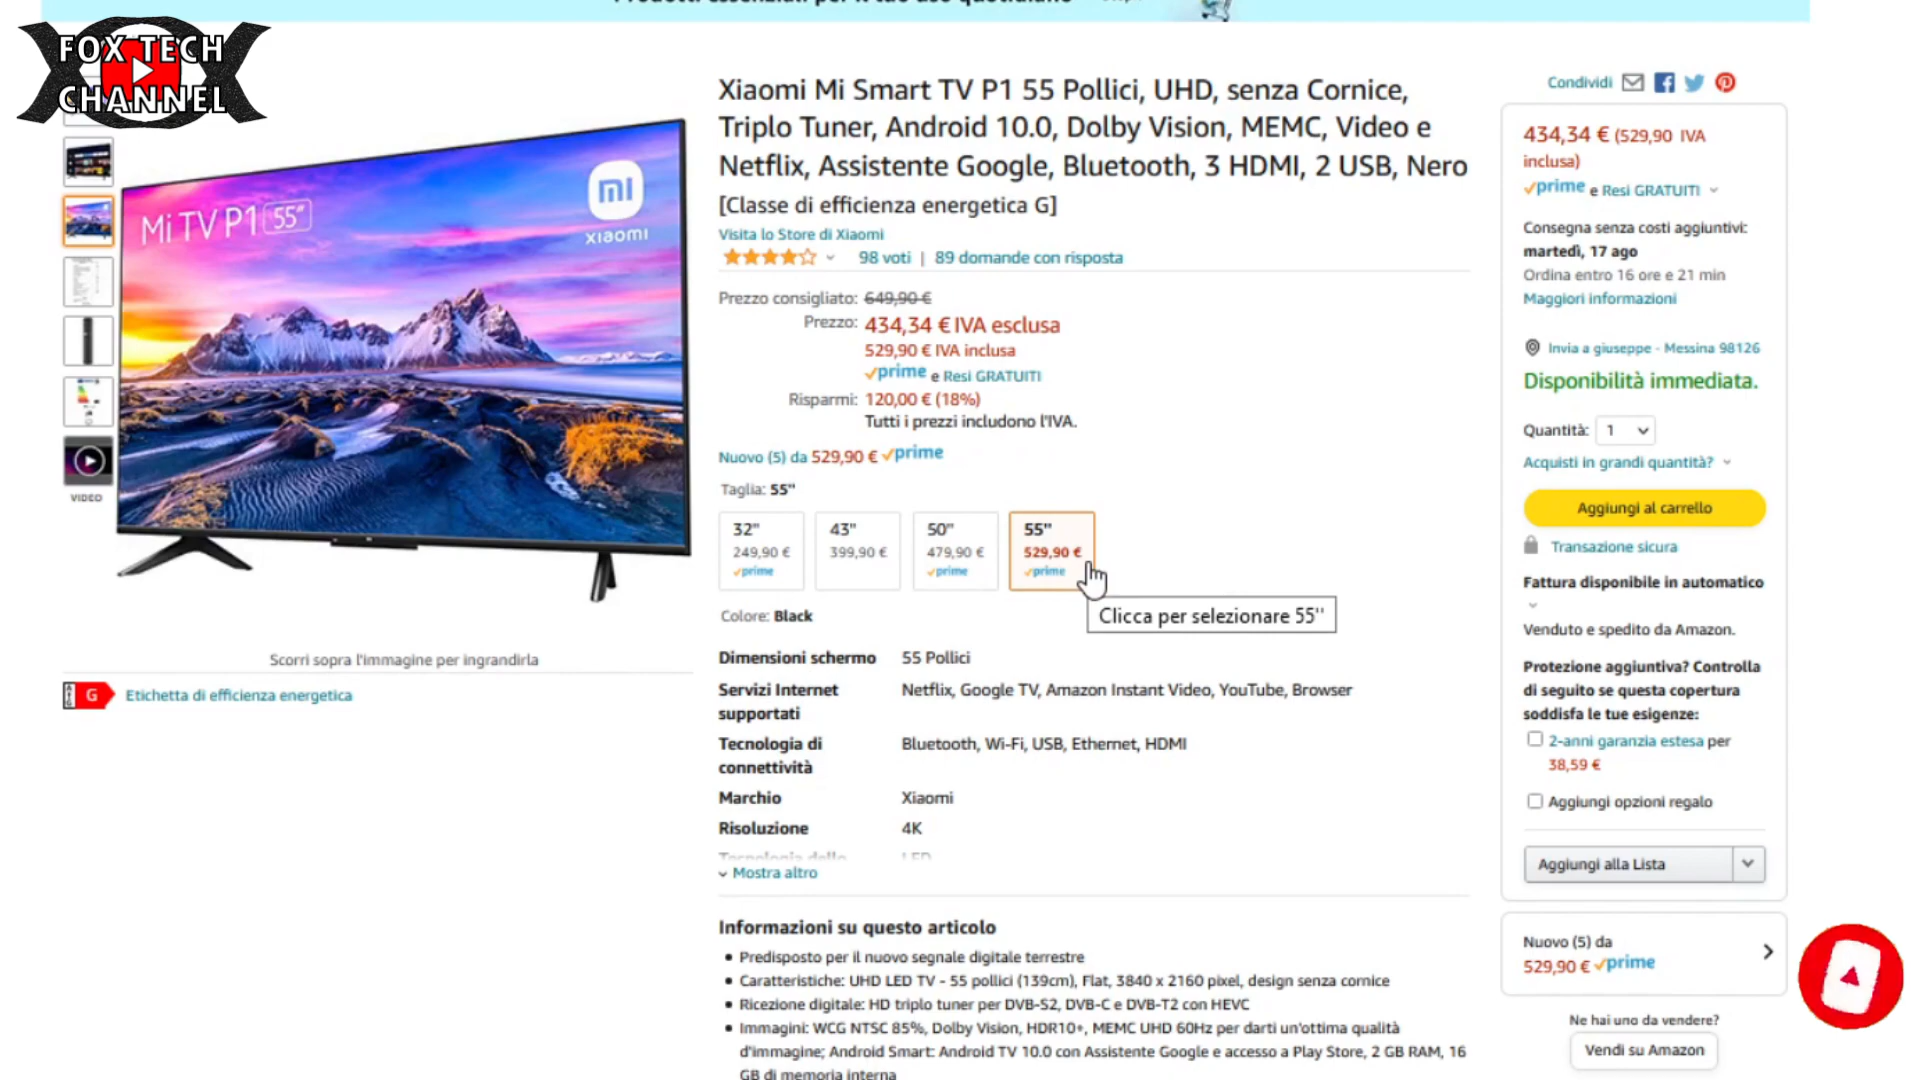 FOX TECH
CHANNEL
Mi TV P1 55"
mi
xiaomi
VIDEO
Scorri sopra l'immagine per ingrandirla
G
Etichetta di efficienza energetica
Xiaomi Mi Smart TV P1 55 Pollici, UHD, senza Cornice,
Triplo Tuner, Android 10.0, Dolby Vision, MEMC, Video e
Netflix, Assistente Google, Bluetooth, 3 HDMI, 2 USB, Nero
[Classe di efficienza energetica G]
Visita lo Store di Xiaomi
98 voti | 89 domande con risposta
Prezzo consigliato: 649,90 €
Prezzo: 434,34 € IVA esclusa
529,90 € IVA inclusa
prime e Resi GRATUITI
Risparmi: 120,00 € (18%)
Tutti i prezzi includono l'IVA.
Nuovo (5) da 529,90 € prime
Taglia: 55"
32" 43" 50" 55"
249,90 € 399,90 € 479,90 € 529,90 €
prime prime prime
Clicca per selezionare 55''
Colore: Black
Dimensioni schermo 55 Pollici
Servizi Internet Netflix, Google TV, Amazon Instant Video, YouTube, Browser
supportati
Tecnologia di Bluetooth, Wi-Fi, USB, Ethernet, HDMI
connettività
Marchio Xiaomi
Risoluzione 4K
Mostra altro
Informazioni su questo articolo
• Predisposto per il nuovo segnale digitale terrestre
• Caratteristiche: UHD LED TV - 55 pollici (139cm), Flat, 3840 x 2160 pixel, design senza cornice
• Ricezione digitale: HD triplo tuner per DVB-S2, DVB-C e DVB-T2 con HEVC
• Immagini: WCG NTSC 85%, Dolby Vision, HDR10+, MEMC UHD 60Hz per darti un'ottima qualità
d'immagine; Android Smart: Android TV 10.0 con Assistente Google e accesso a Play Store, 2 GB RAM, 16
GB di memoria interna
Condividi
434,34 € (529,90 IVA
inclusa)
prime e Resi GRATUITI
Consegna senza costi aggiuntivi:
martedì, 17 ago
Ordina entro 16 ore e 21 min
Maggiori informazioni
Invia a giuseppe - Messina 98126
Disponibilità immediata.
Quantità: 1
Acquisti in grandi quantità?
Aggiungi al carrello
Transazione sicura
Fattura disponibile in automatico
Venduto e spedito da Amazon.
Protezione aggiuntiva? Controlla
di seguito se questa copertura
soddisfa le tue esigenze:
2-anni garanzia estesa per
38,59 €
Aggiungi opzioni regalo
Aggiungi alla Lista
Nuovo (5) da
529,90 € prime
Ne hai uno da vendere?
Vendi su Amazon